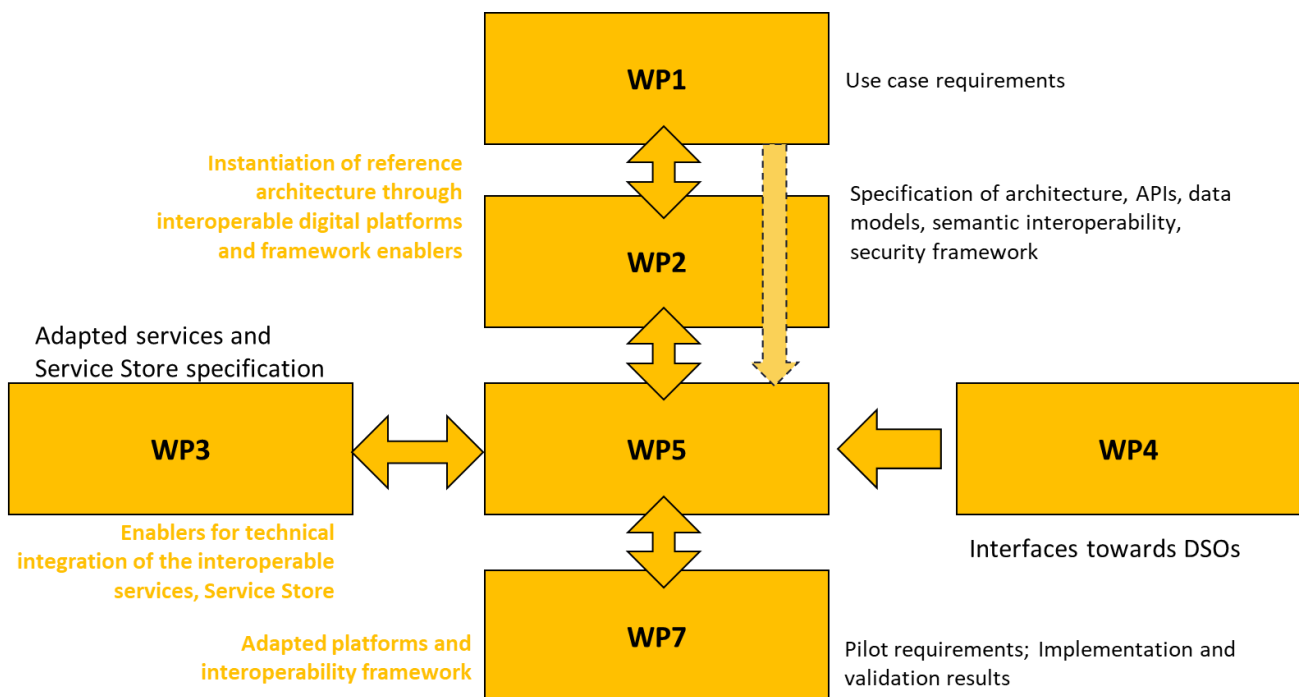 WP1
Use case requirements
Instantiation of reference
architecture through
interoperable digital platforms
and framework enablers
WP2
Specification of architecture, APIs, data
models, semantic interoperability,
security framework
Adapted services and
Service Store specification
WP3
WP5
WP4
Enablers for technical
integration of the interoperable
services, Service Store
Interfaces towards DSOs
Adapted platforms and
interoperability framework
WP7
Pilot requirements; Implementation and
validation results